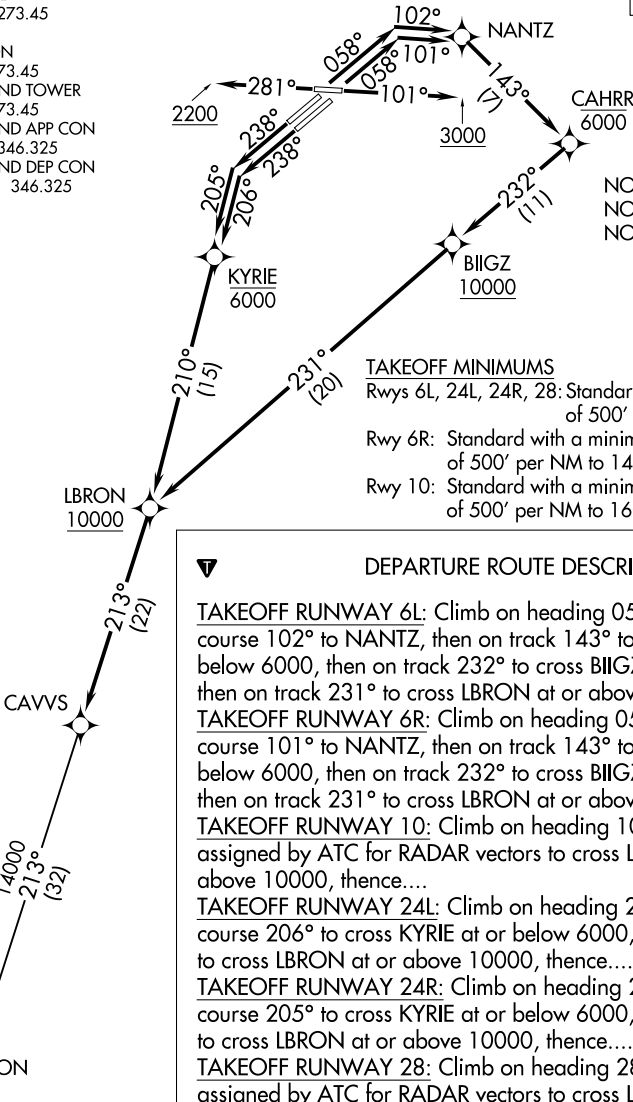 273.45
ON
73.45
ND TOWER
73.45
ND APP CON
346.325
ND DEP CON
346.325
102°
NANTZ
058°
058°
101°
281°
101°
143°
(7)
2200
3000
CAHRR
6000
238°
238°
205°
206°
232°
(11)
NO
NO
NO
KYRIE
6000
BIIGZ
10000
210°
(15)
231°
(20)
TAKEOFF MINIMUMS
Rwys 6L, 24L, 24R, 28: Standar
of 500' 
Rwy 6R: Standard with a minim
of 500' per NM to 14
Rwy 10: Standard with a minim
of 500' per NM to 16
LBRON
10000
213°
(22)
CAVVS
14000
213°
(32)
ON
T
DEPARTURE ROUTE DESCRI
TAKEOFF RUNWAY 6L: Climb on heading 05
course 102° to NANTZ, then on track 143° to
below 6000, then on track 232° to cross BIIGZ
then on track 231° to cross LBRON at or abov
TAKEOFF RUNWAY 6R: Climb on heading 05
course 101° to NANTZ, then on track 143° to
below 6000, then on track 232° to cross BIIGZ
then on track 231° to cross LBRON at or abov
TAKEOFF RUNWAY 10: Climb on heading 10
assigned by ATC for RADAR vectors to cross L
above 10000, thence....
TAKEOFF RUNWAY 24L: Climb on heading 2
course 206° to cross KYRIE at or below 6000,
to cross LBRON at or above 10000, thence....
TAKEOFF RUNWAY 24R: Climb on heading 2
course 205° to cross KYRIE at or below 6000,
to cross LBRON at or above 10000, thence....
TAKEOFF RUNWAY 28: Climb on heading 28
assigned by ATC for RADAR vectors to cross L